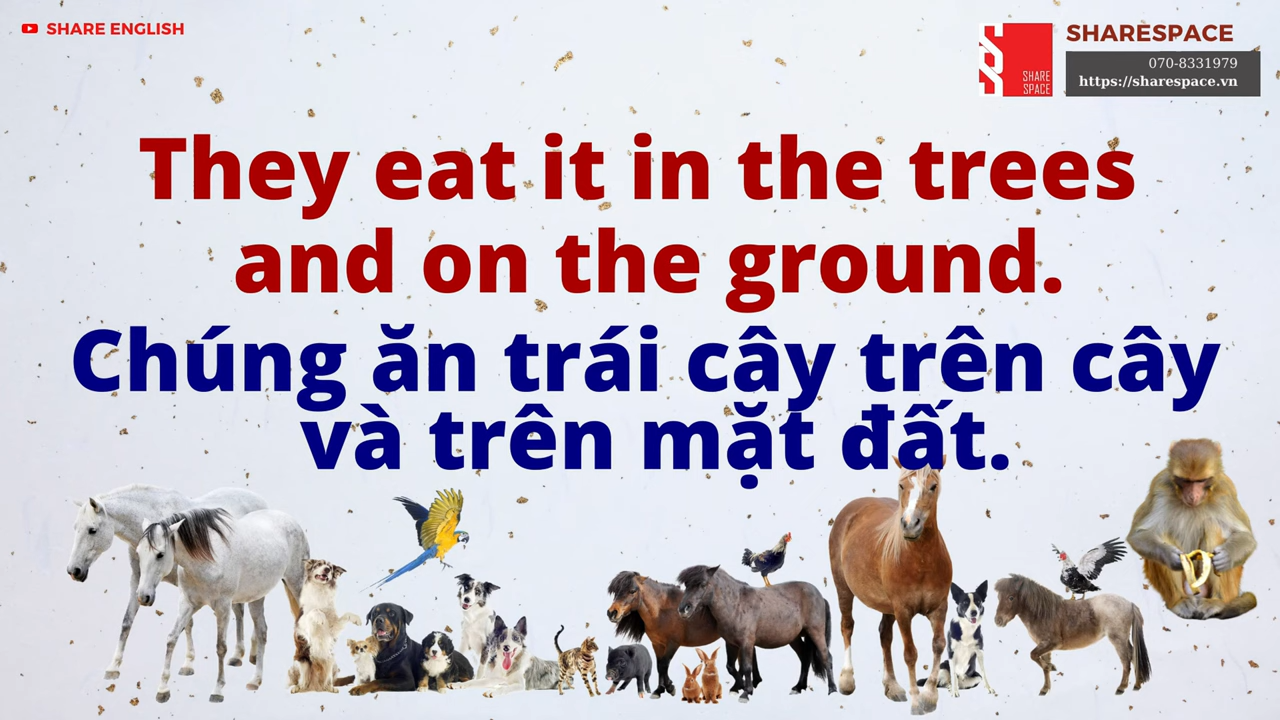 SHARE ENGLISH
SHARE
SPACE
SHARESPACE
070-8331979
https://sharespace.vn
They eat it in the trees
and on the ground.
Chúng ăn trái cây trên cây
và trên mặt đất.